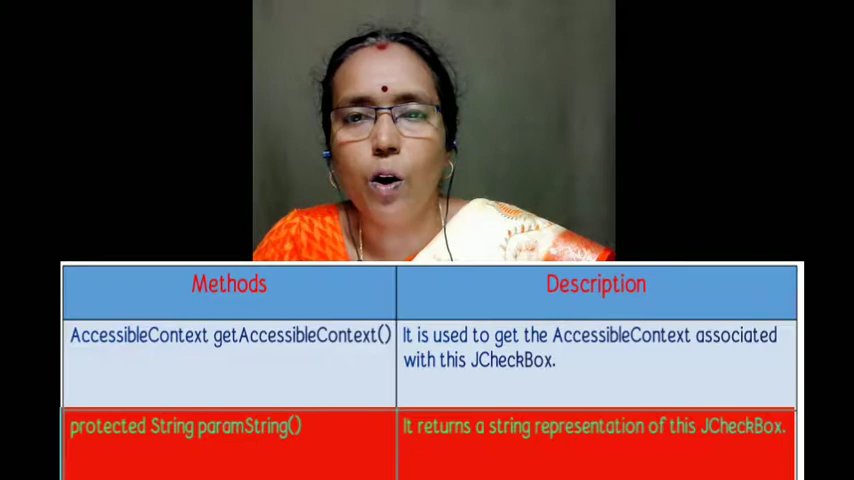 Methods
Description
AccessibleContext getAccessibleContext()
It is used to get the AccessibleContext associated
with this JCheckBox.
protected String paramString()
It returns a string representation of this JCheckBox.